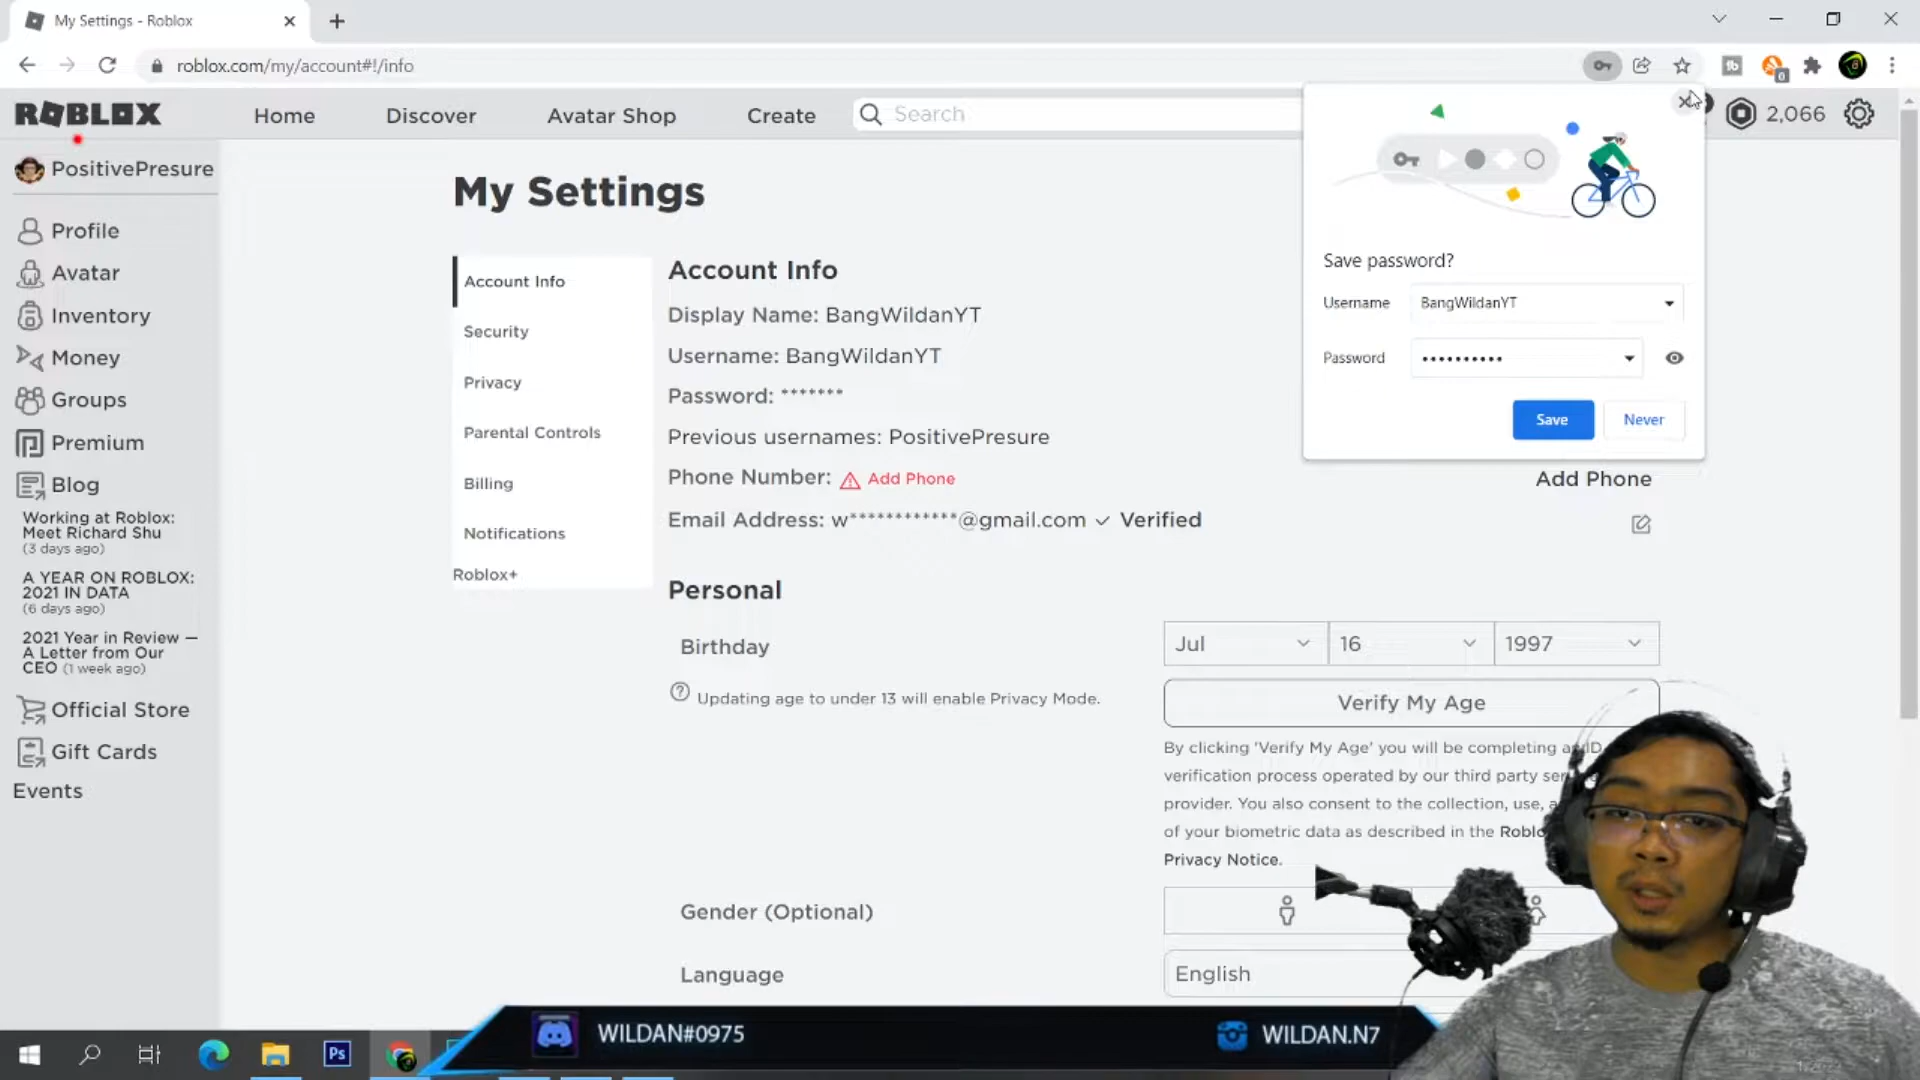 My Settings - Roblox
roblox.com/my/account#!/info
0
ROBLOX
Home
Discover
Avatar Shop
Create
Search
2,066
PositivePresure
Profile
Avatar
Inventory
Money
Groups
Premium
Blog
Working at Roblox:
Meet Richard Shu
(3 days ago)
A YEAR ON ROBLOX:
2021 IN DATA
(6 days ago)
2021 Year in Review —
A Letter from Our
CEO (1 week ago)
Official Store
Gift Cards
Events
My Settings
Account Info
Security
Privacy
Parental Controls
Billing
Notifications
Roblox+
Account Info
Display Name: BangWildanYT
Username: BangWildanYT
Password: *******
Previous usernames: PositivePresure
Phone Number: Add Phone
Add Phone
Email Address: w************@gmail.com Verified
Personal
Birthday
Jul
16
1997
Updating age to under 13 will enable Privacy Mode.
Verify My Age
By clicking 'Verify My Age' you will be completing an ID
verification process operated by our third party
provider. You also consent to the collection, use,
of your biometric data as described in the
Privacy Notice.
Gender (Optional)
Language
English
Save password?
Username
BangWildanYT
Password
••••••••••
Save
Never
Ps
WILDAN#0975
WILDAN.N7